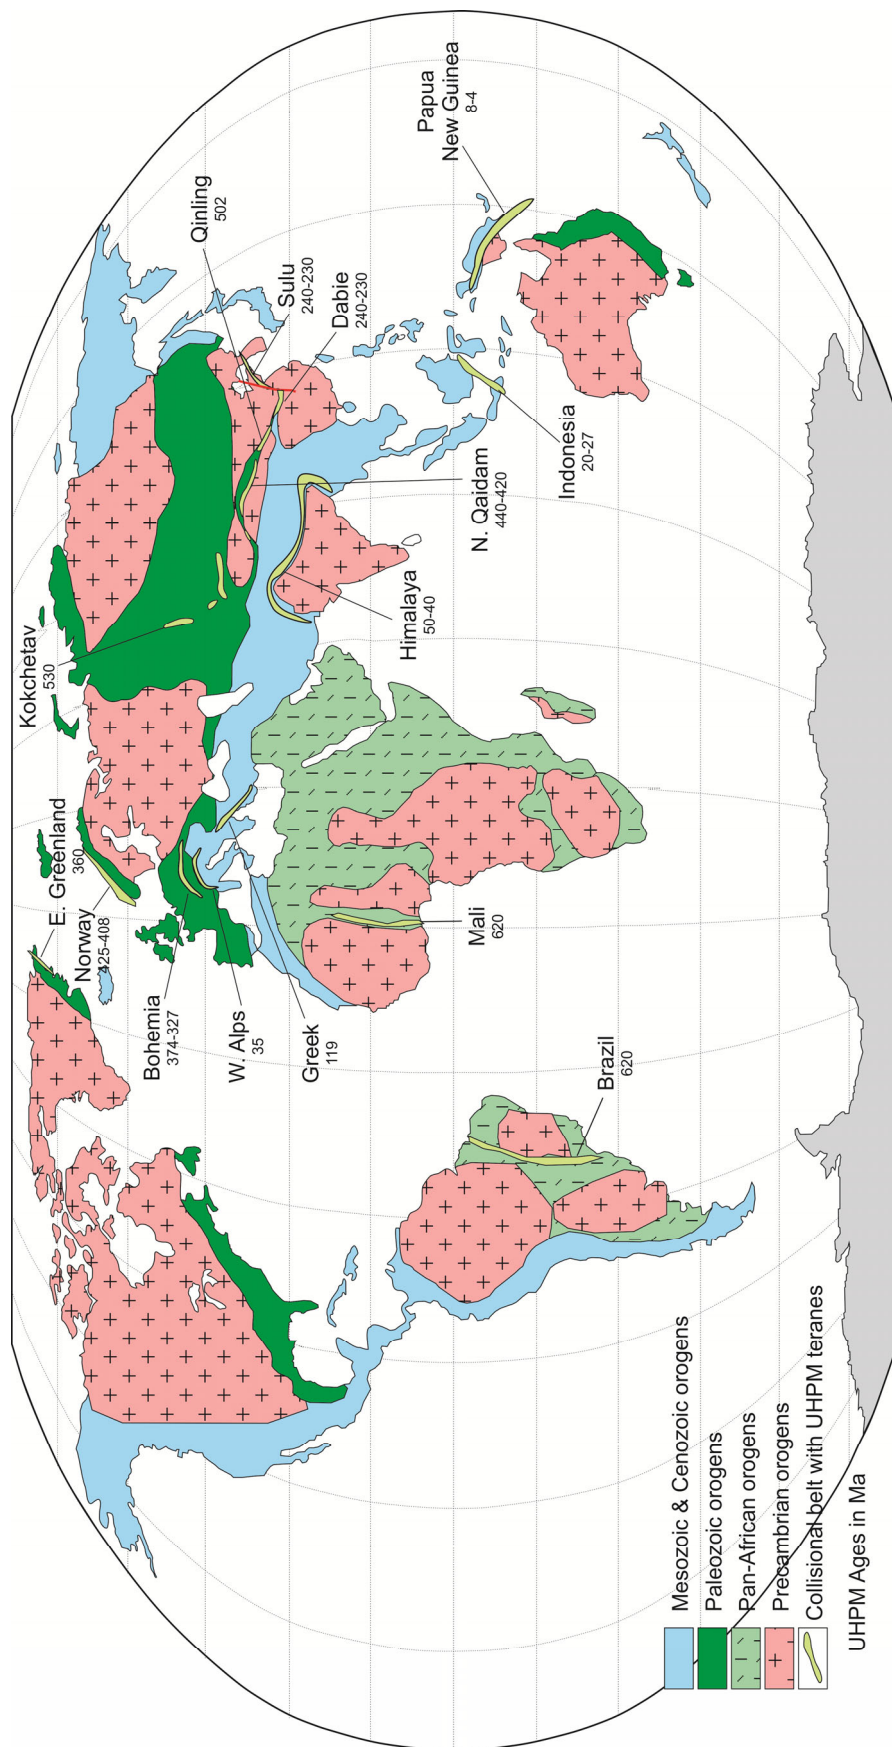 E. Greenland
360
Norway
425-408
Bohemia
374-327
W. Alps
35
Greek
119
Kokchetav
530
Qinling
502
Sulu
240-230
Dabie
240-230
N. Qaidam
440-420
Himalaya
50-40
Papua
New Guinea
8-4
Indonesia
20-27
Mali
620
Brazil
620
Mesozoic & Cenozoic orogens
Paleozoic orogens
Pan-African orogens
Precambrian orogens
Collisional belt with UHPM teranes
UHPM Ages in Ma